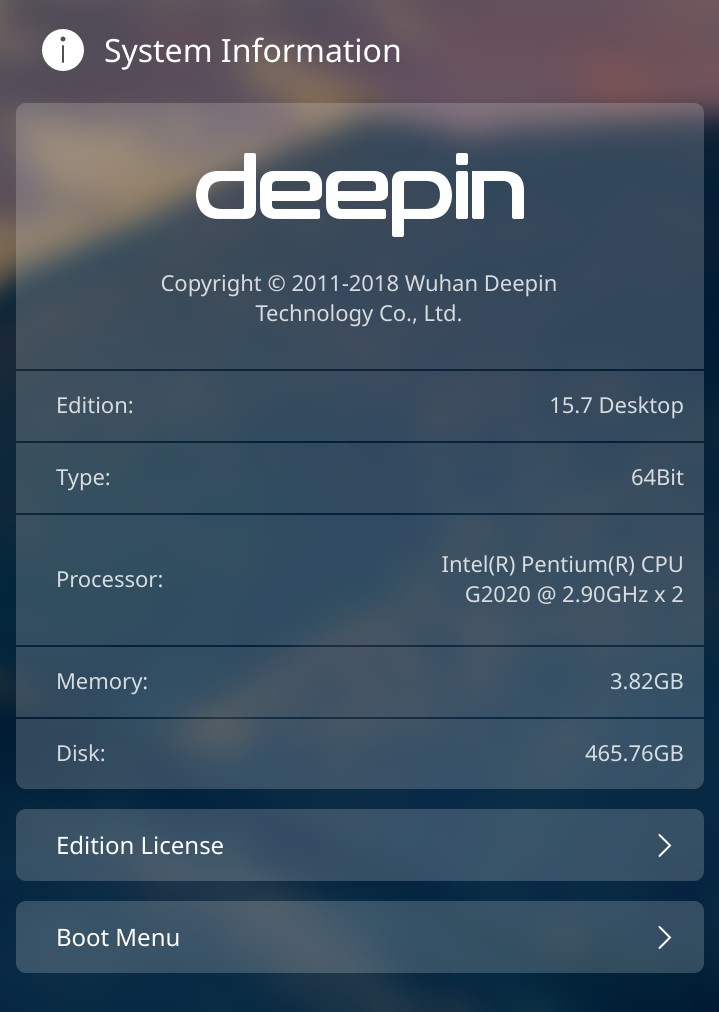 System Information
deepin
Copyright © 2011-2018 Wuhan Deepin
Technology Co., Ltd.
Edition: 15.7 Desktop
Type: 64Bit
Processor: Intel(R) Pentium(R) CPU
G2020 @ 2.90GHz x 2
Memory: 3.82GB
Disk: 465.76GB
Edition License
Boot Menu